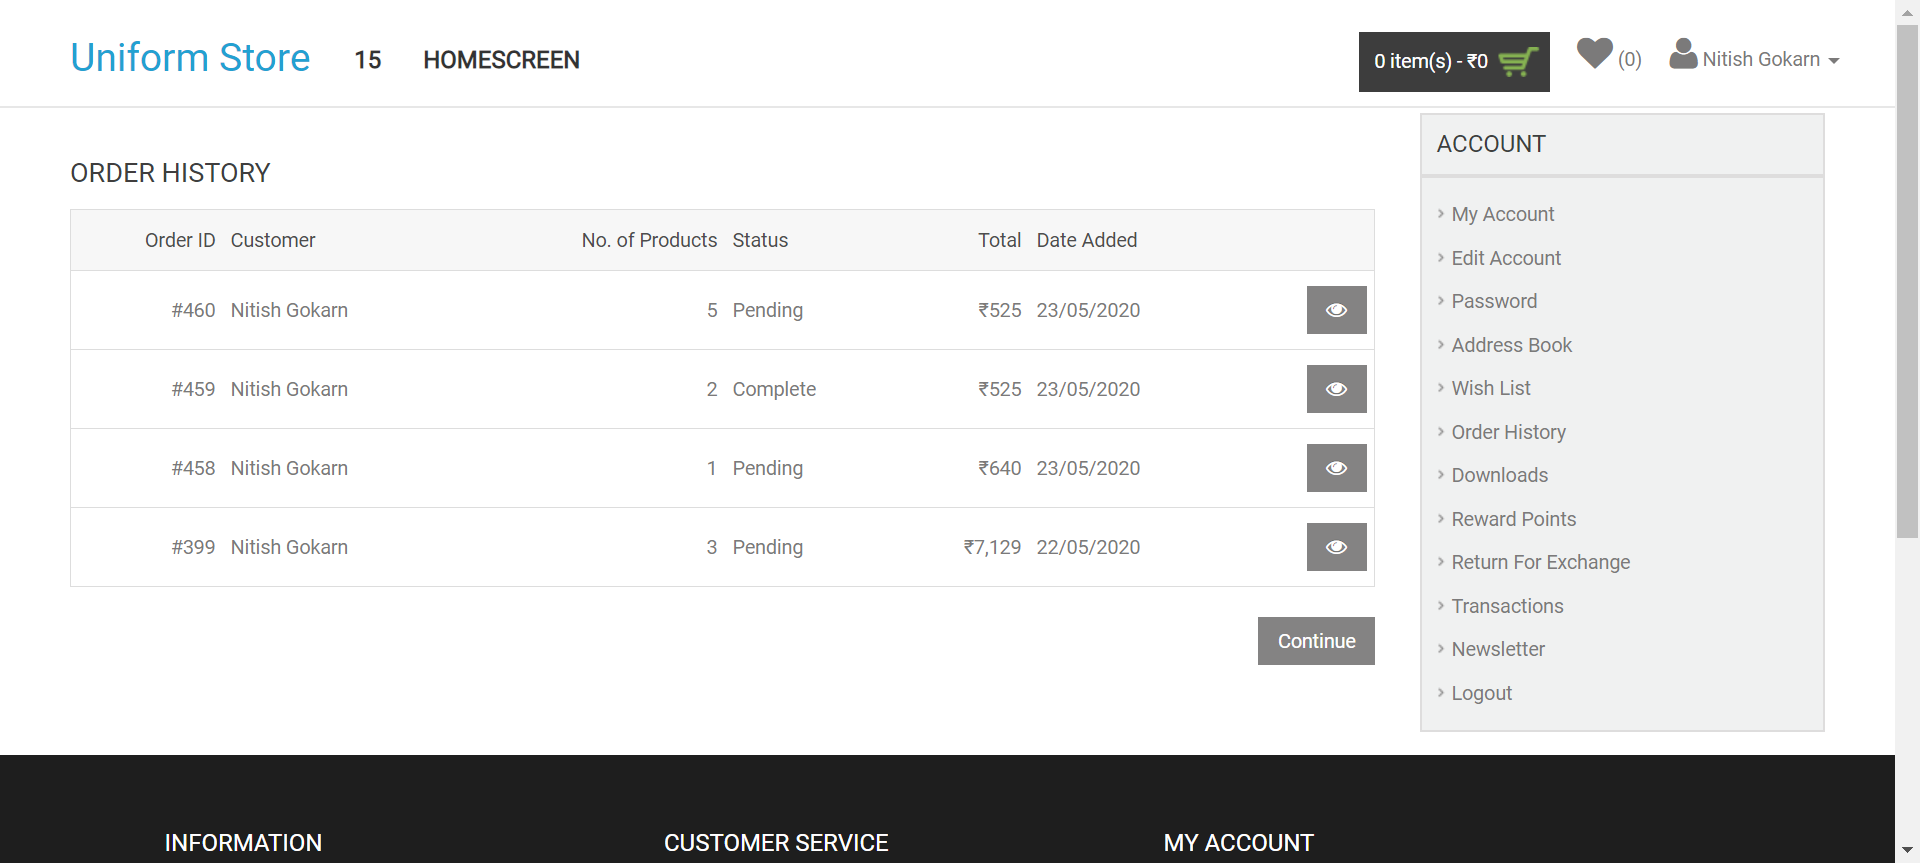 Uniform Store 15 HOMESCREEN 0 item(s) - ₹0 (0) Nitish Gokarn
ORDER HISTORY
Order ID Customer No. of Products Status Total Date Added
#460 Nitish Gokarn 5 Pending ₹525 23/05/2020
#459 Nitish Gokarn 2 Complete ₹525 23/05/2020
#458 Nitish Gokarn 1 Pending ₹640 23/05/2020
#399 Nitish Gokarn 3 Pending ₹7,129 22/05/2020
Continue
ACCOUNT
My Account
Edit Account
Password
Address Book
Wish List
Order History
Downloads
Reward Points
Return For Exchange
Transactions
Newsletter
Logout
INFORMATION CUSTOMER SERVICE MY ACCOUNT